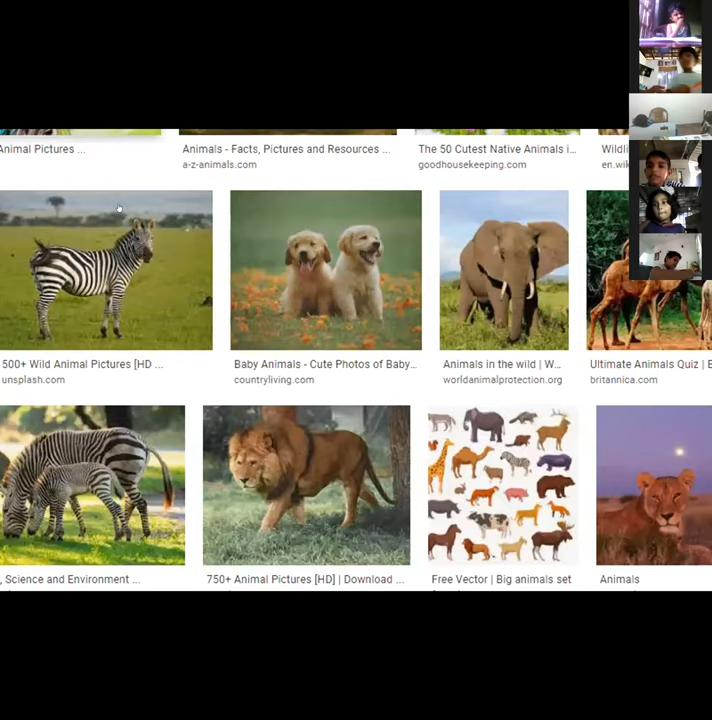 Animal Pictures ...
Animals - Facts, Pictures and Resources ...
The 50 Cutest Native Animals i...
Wildli
a-z-animals.com
goodhousekeeping.com
en.wik
500+ Wild Animal Pictures [HD ...
Baby Animals - Cute Photos of Baby...
Animals in the wild | W...
Ultimate Animals Quiz | B
unsplash.com
countryliving.com
worldanimalprotection.org
britannica.com
, Science and Environment ...
750+ Animal Pictures [HD] | Download ...
Free Vector | Big animals set
Animals